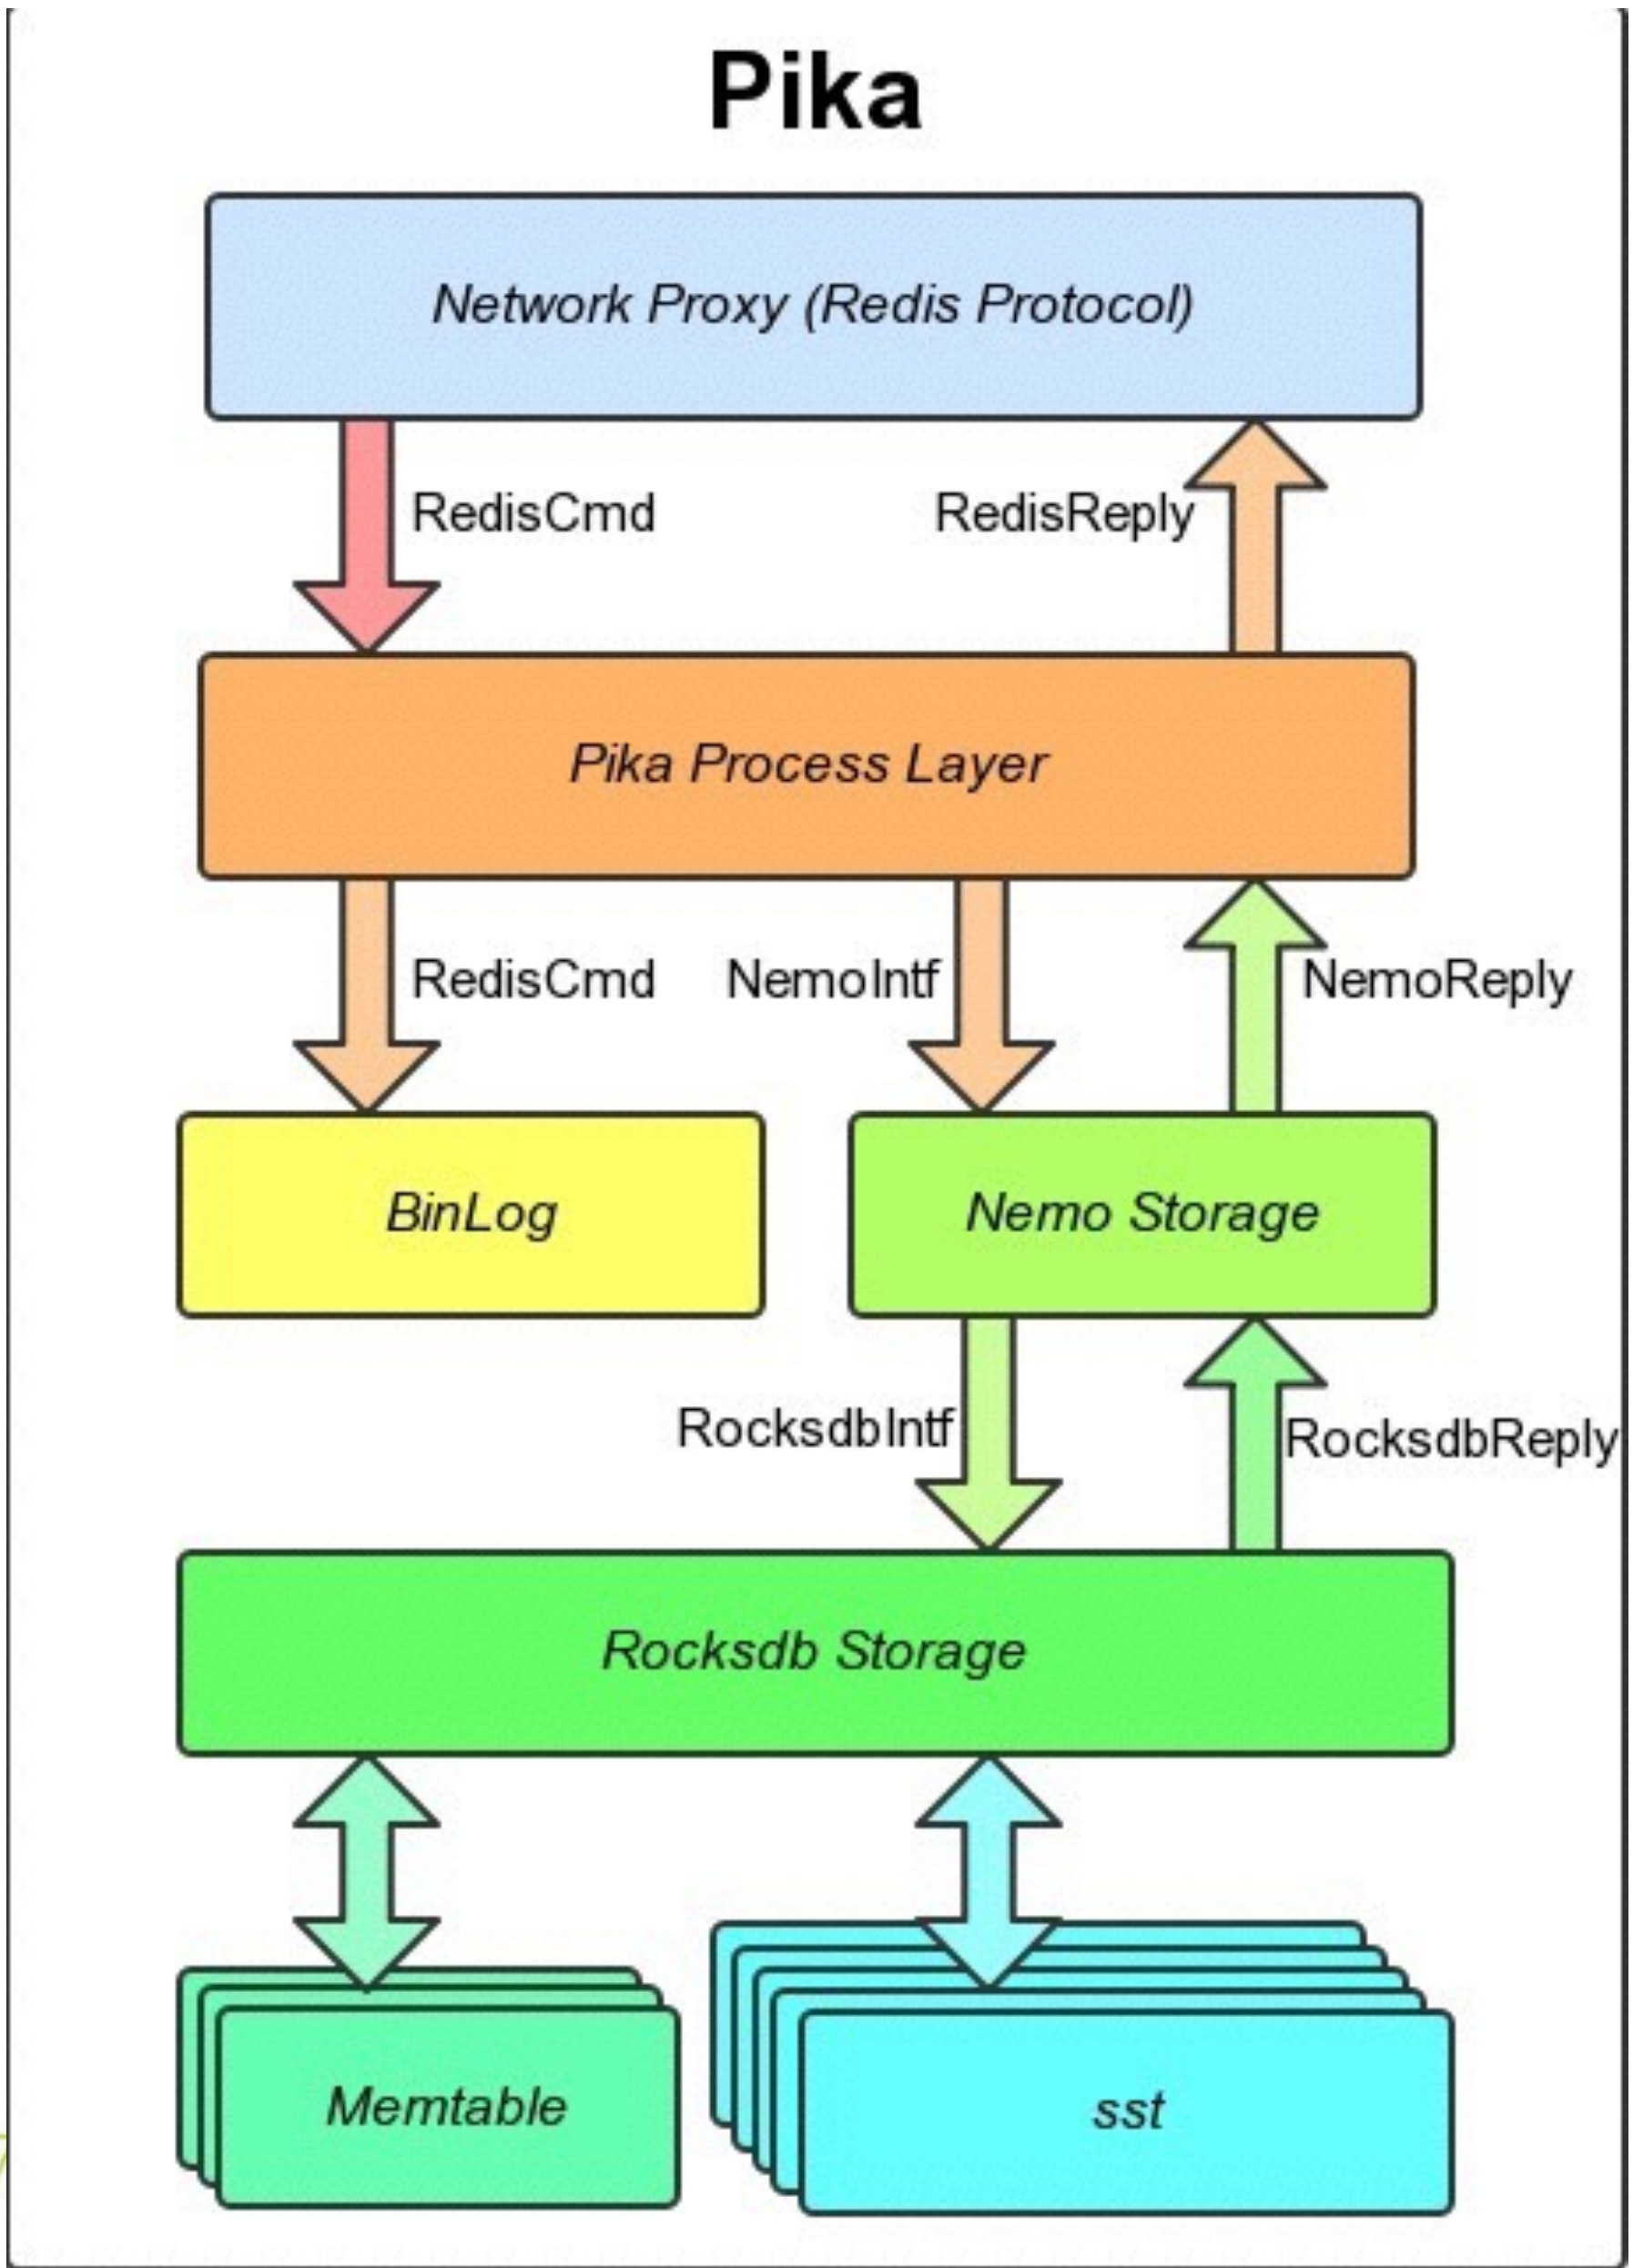 Pika
Network Proxy (Redis Protocol)
RedisCmd
RedisReply
Pika Process Layer
RedisCmd
NemoIntf
NemoReply
BinLog
Nemo Storage
RocksdbIntf
RocksdbReply
Rocksdb Storage
Memtable
sst